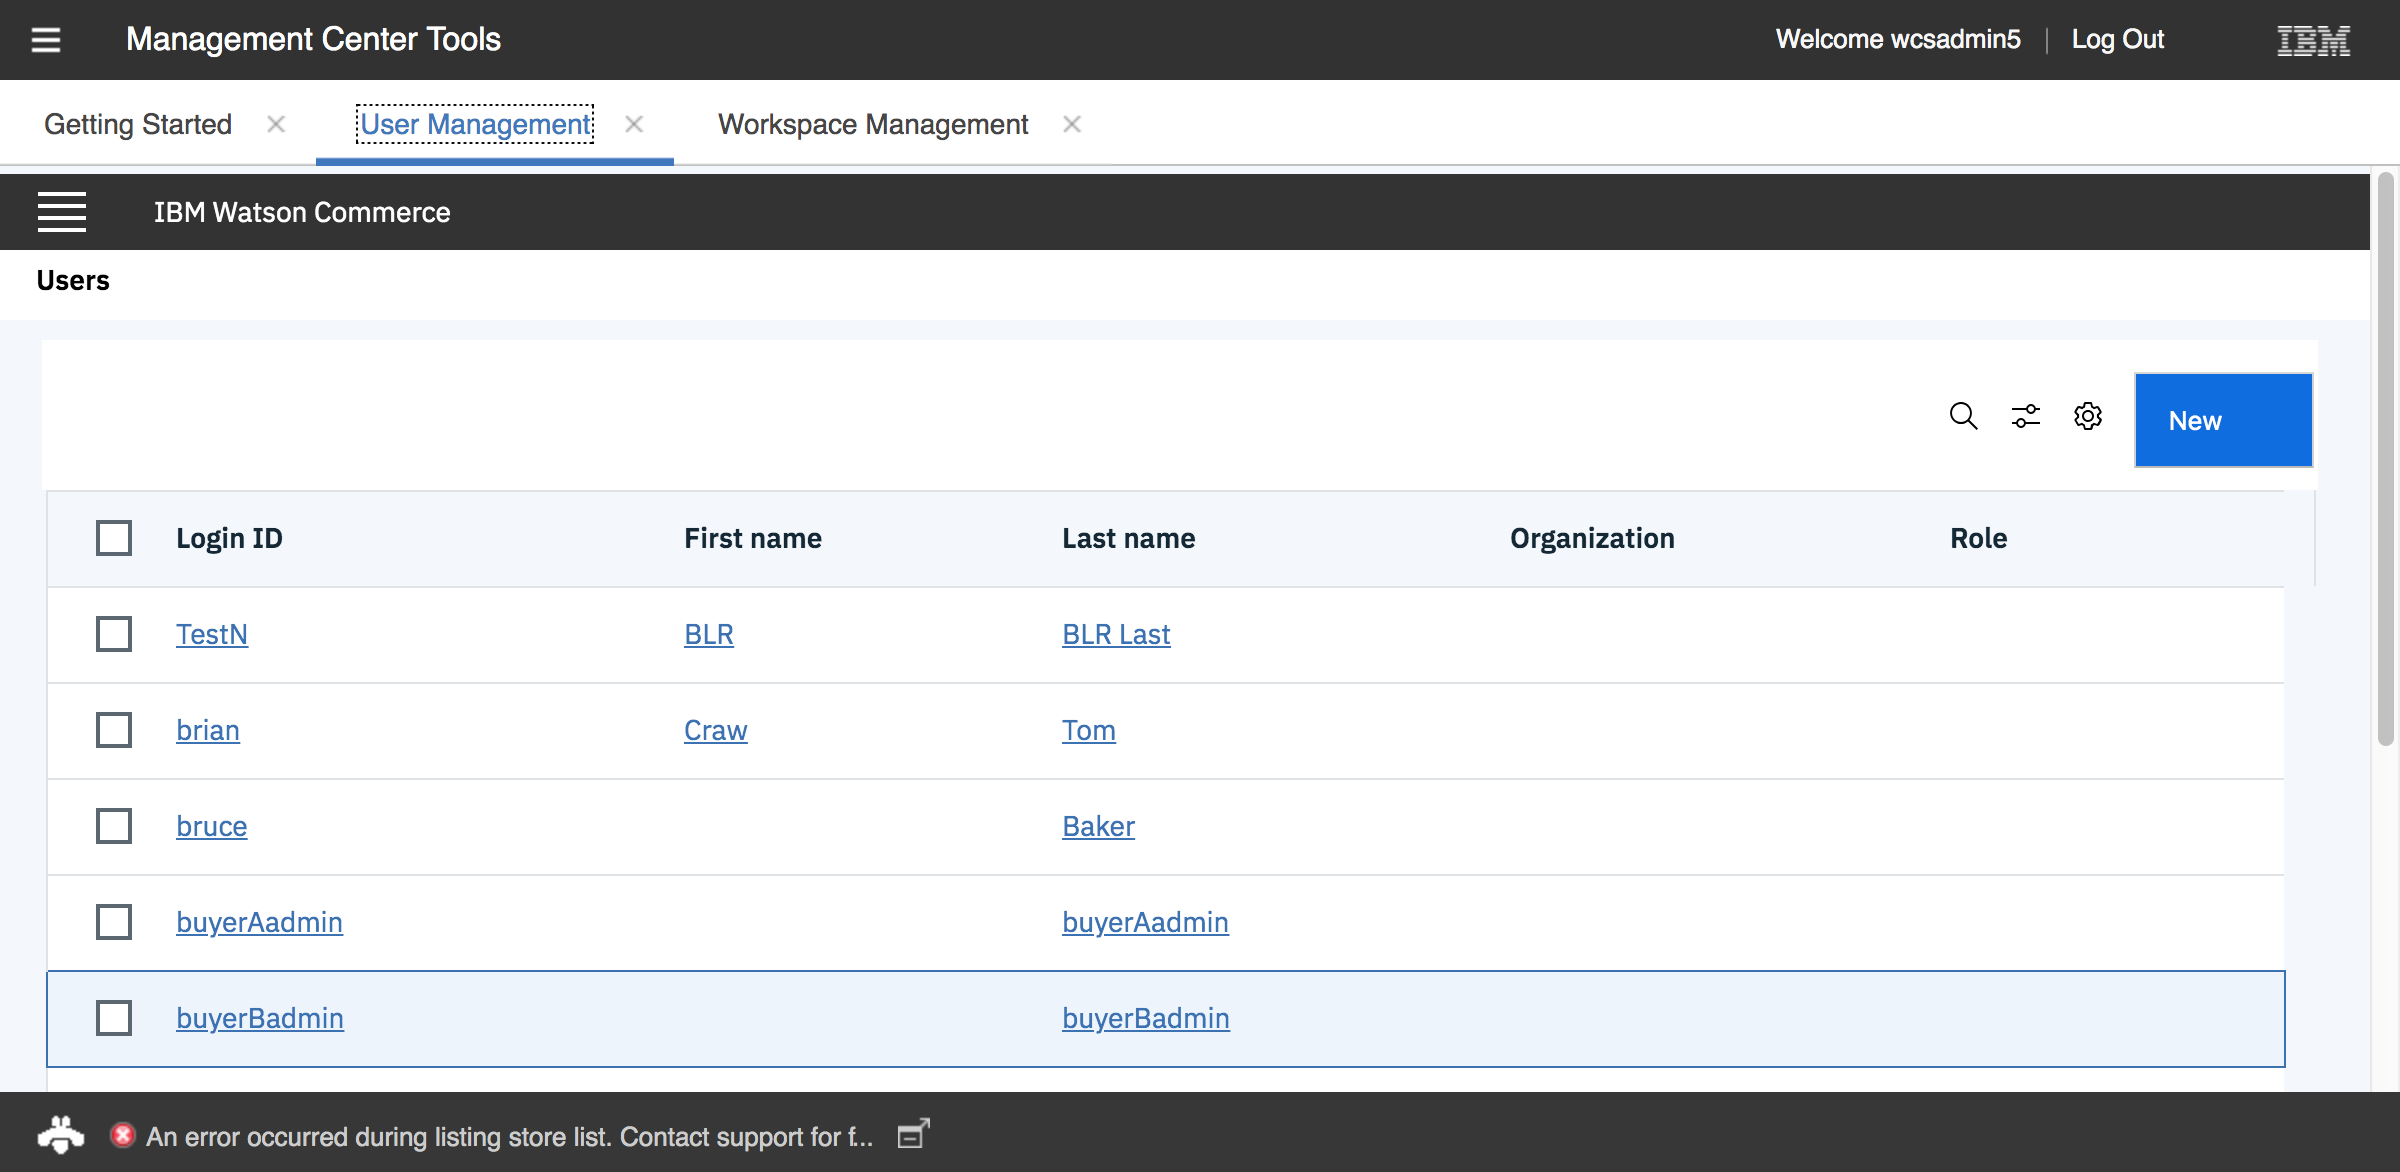 Management Center Tools Welcome wcsadmin5 Log Out IBM
Getting Started User Management Workspace Management
IBM Watson Commerce
Users
New
Login ID First name Last name Organization Role
TestN BLR BLR Last
brian Craw Tom
bruce Baker
buyerAadmin buyerAadmin
buyerBadmin buyerBadmin
An error occurred during listing store list. Contact support for f...